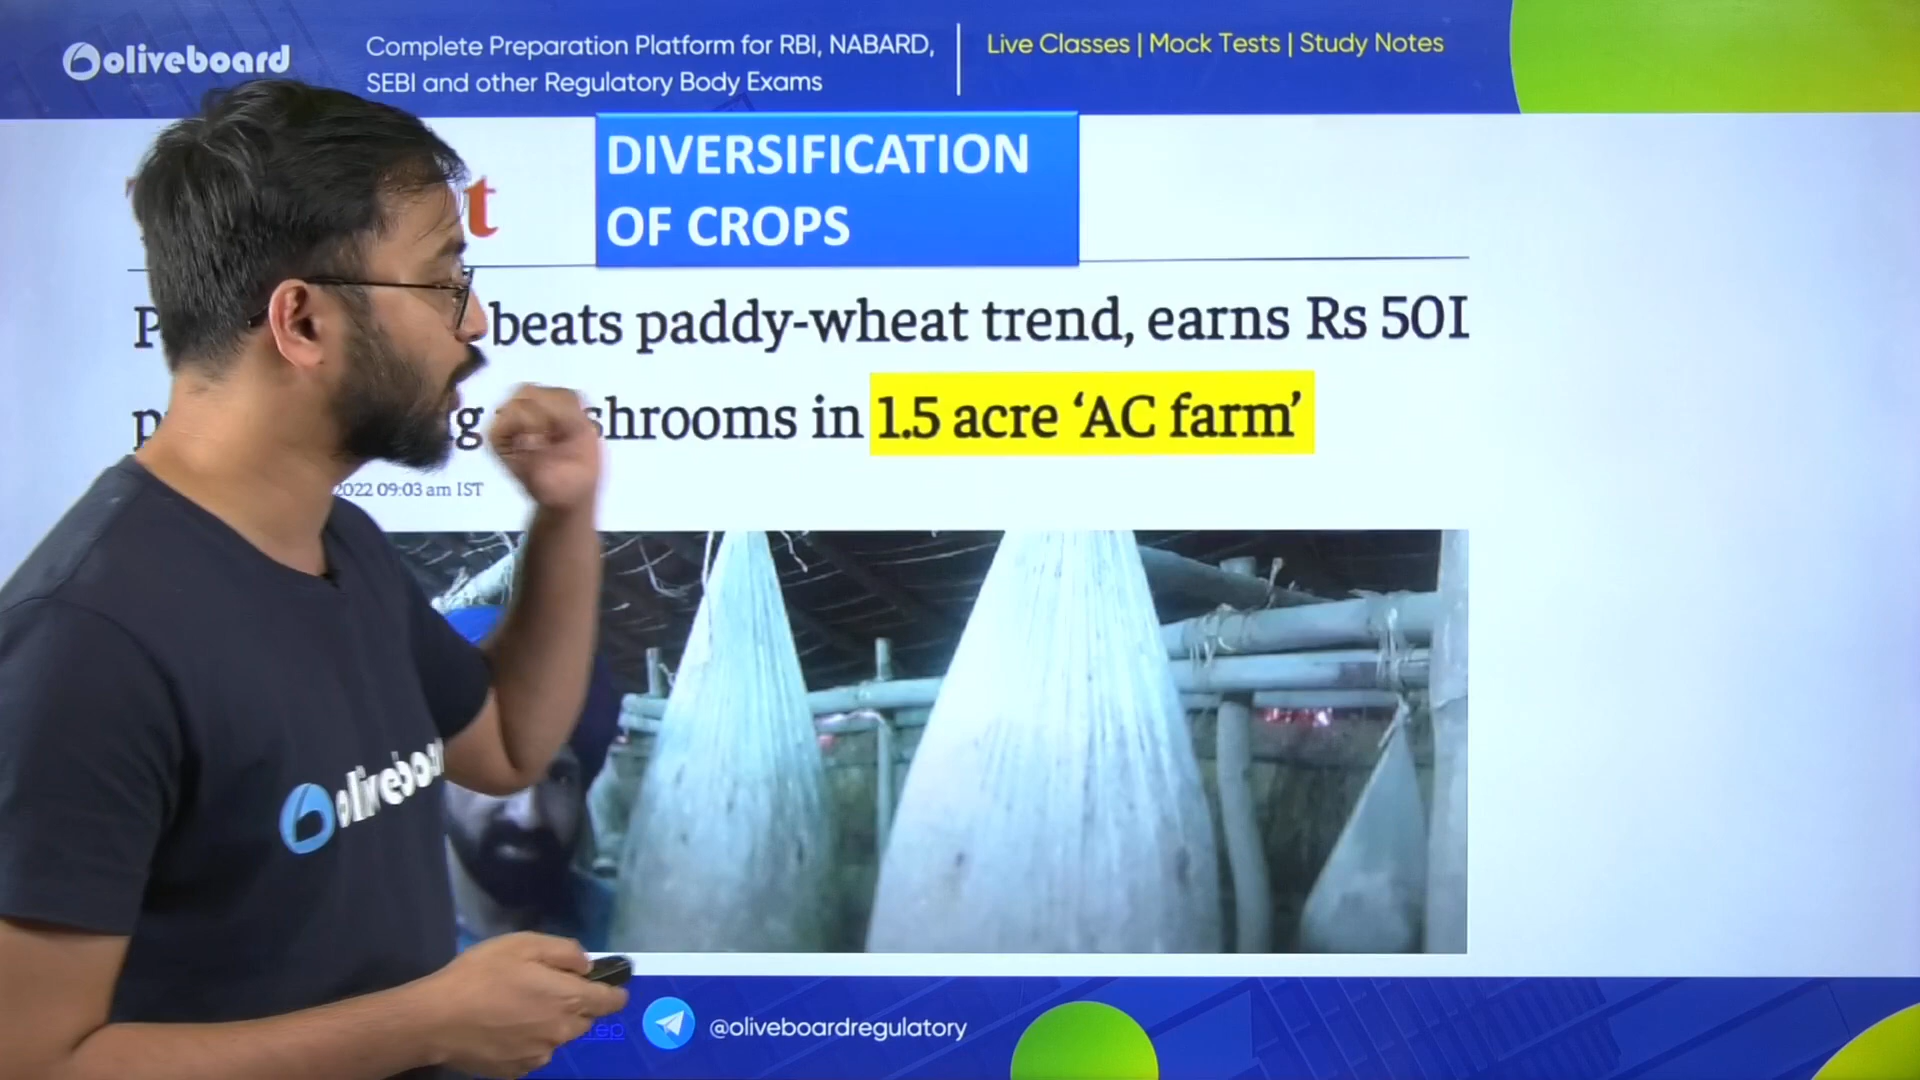 oliveboard
Complete Preparation Platform for RBI, NABARD,
SEBI and other Regulatory Body Exams
Live Classes | Mock Tests | Study Notes
DIVERSIFICATION
OF CROPS
t
beats paddy-wheat trend, earns Rs 50l
shrooms in 1.5 acre ‘AC farm’
2022 09:03 am IST
oliveboar
@oliveboardregulatory